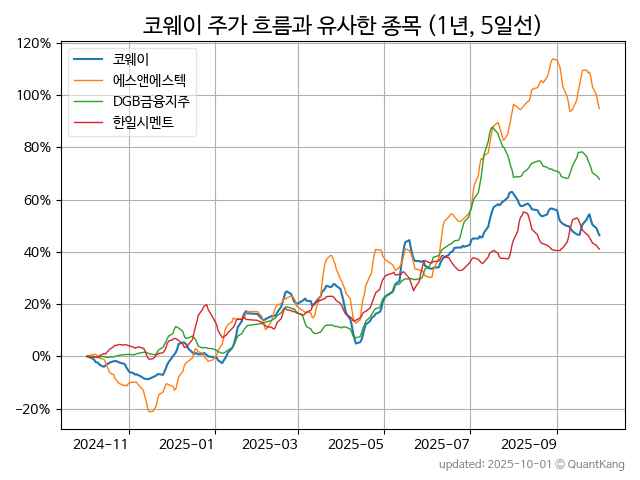 코웨이 주가 흐름과 유사한 종목 (1년, 5일선)
120%
100%
80%
60%
40%
20%
0%
−20%
코웨이
에스앤에스텍
DGB금융지주
한일시멘트
2024-11
2025-01
2025-03
2025-05
2025-07
2025-09
updated: 2025-10-01 © QuantKang